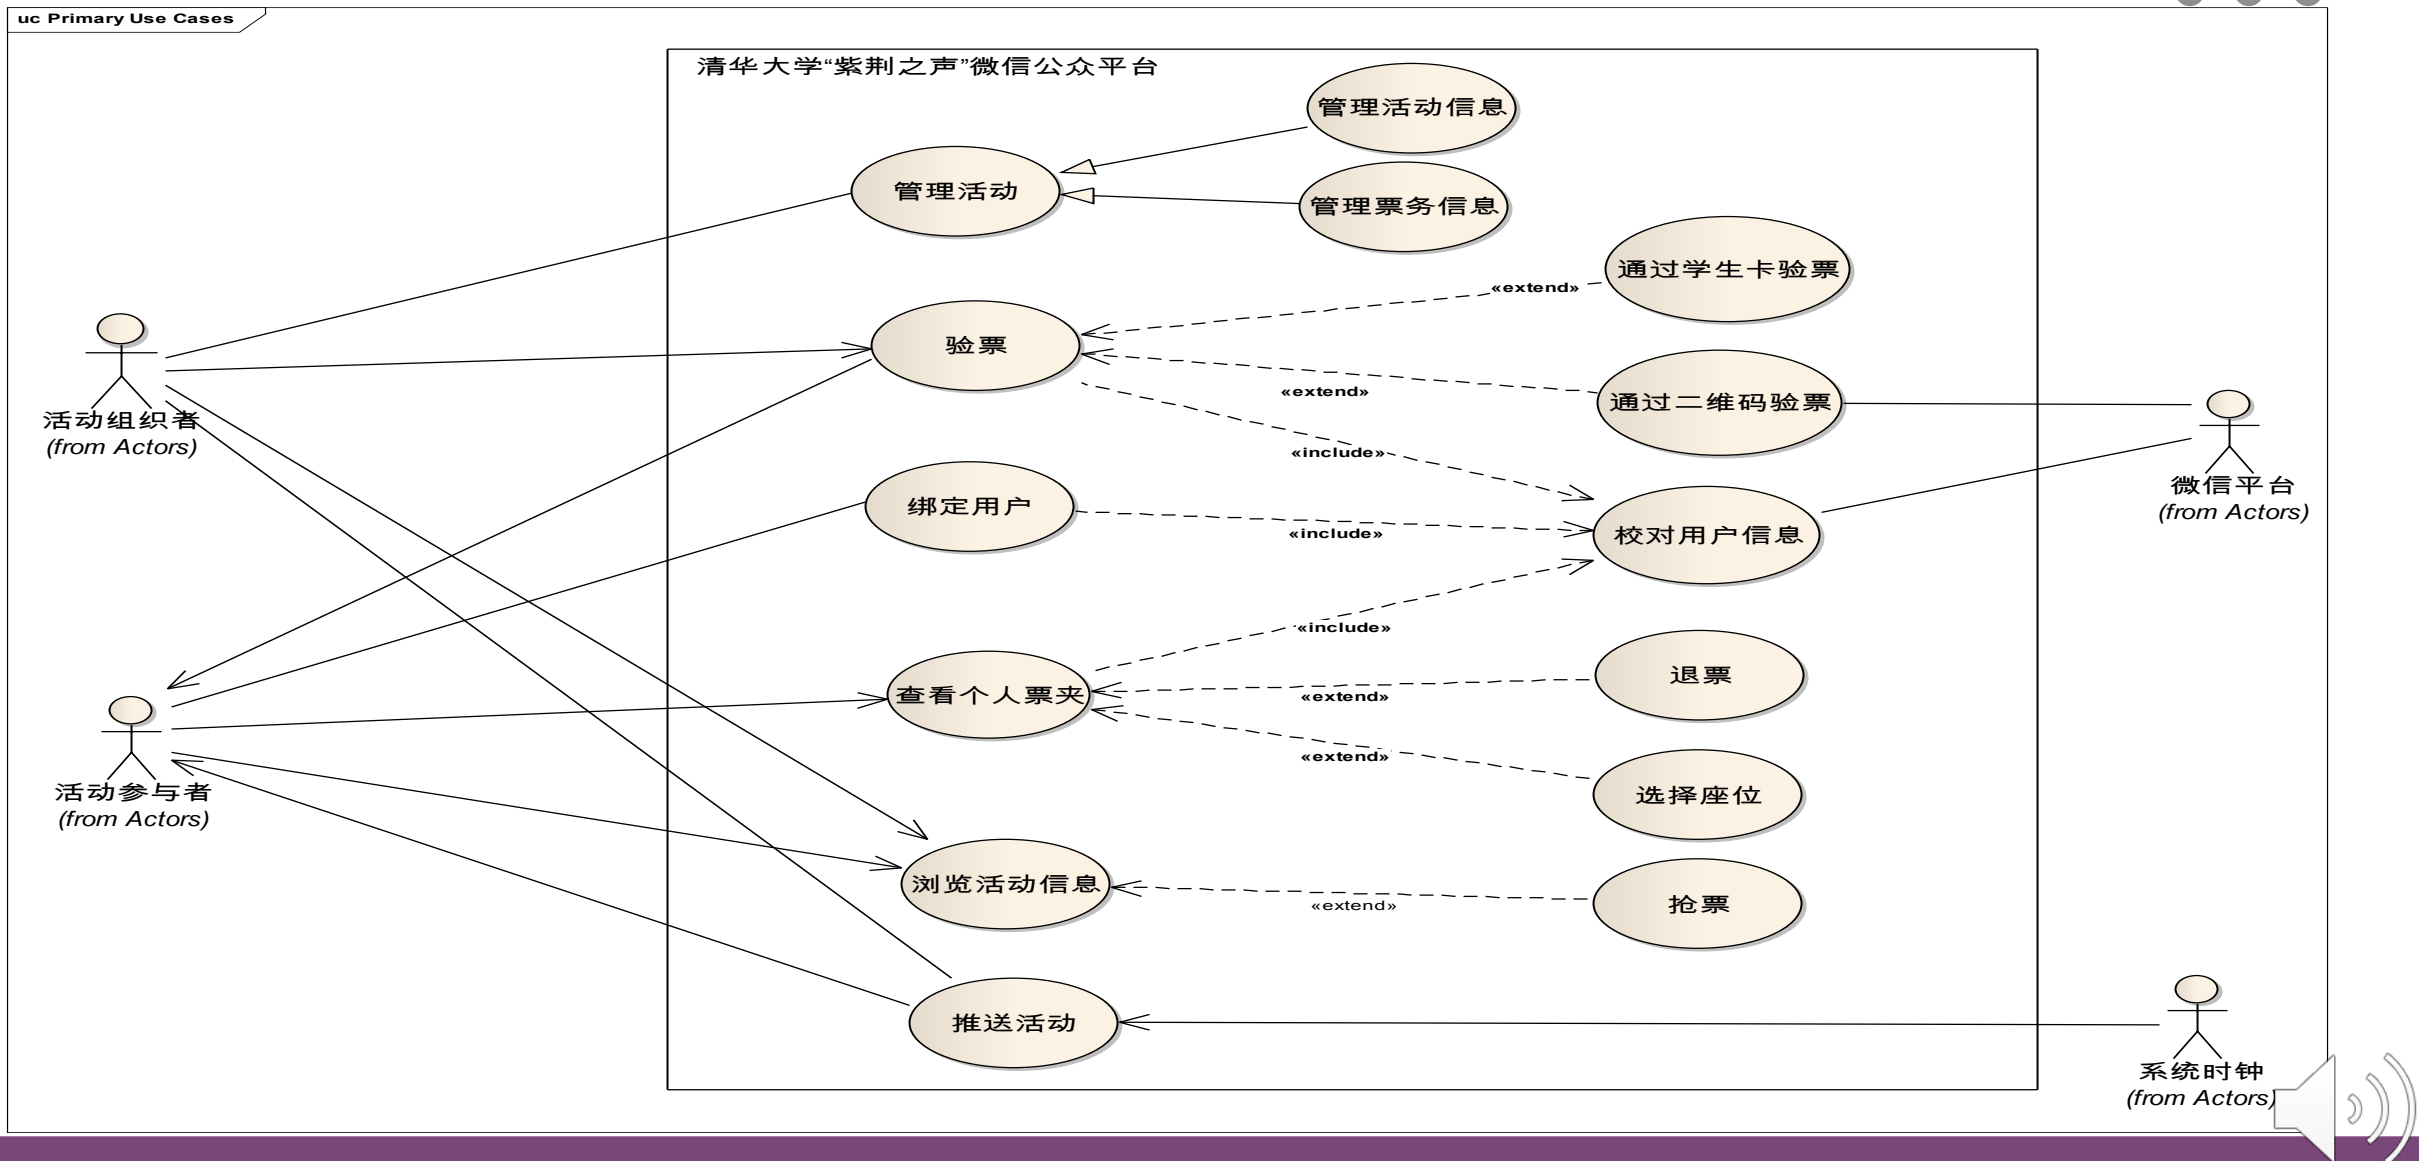 uc Primary Use Cases
清华大学“紫荆之声”微信公众平台
管理活动信息
管理活动
管理票务信息
通过学生卡验票
«extend»
验票
«extend»
通过二维码验票
活动组织者
(from Actors)
«include»
微信平台
(from Actors)
绑定用户
«include»
校对用户信息
«include»
退票
查看个人票夹
«extend»
«extend»
选择座位
活动参与者
(from Actors)
浏览活动信息
«extend»
抢票
推送活动
系统时钟
(from Actors)